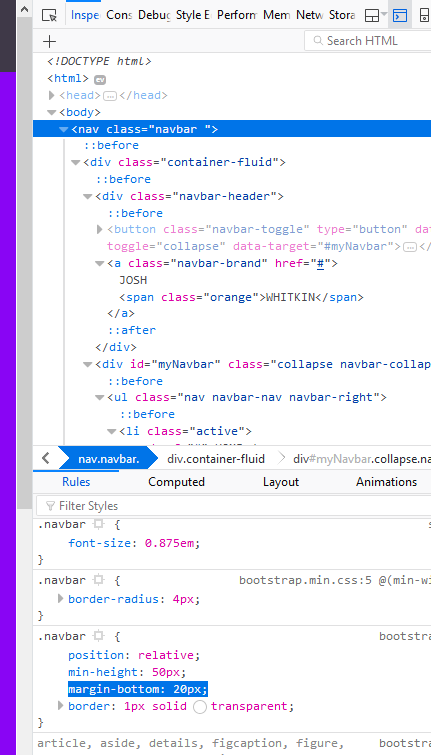 Inspe Cons Debug Style E Perform Mem Netw Stora
+ Search HTML
<!DOCTYPE html>
<html> ev
<head> … </head>
<body>
<nav class="navbar ">
::before
<div class="container-fluid">
::before
<div class="navbar-header">
::before
<button class="navbar-toggle" type="button" dat
toggle="collapse" data-target="#myNavbar"> … </
<a class="navbar-brand" href="#">
JOSH
<span class="orange">WHITKIN</span>
</a>
::after
</div>
<div id="myNavbar" class="collapse navbar-collap
::before
<ul class="nav navbar-nav navbar-right">
::before
<li class="active">
nav.navbar. div.container-fluid div#myNavbar.collapse.na
Rules Computed Layout Animations
Filter Styles
.navbar {
font-size: 0.875em;
}
.navbar { bootstrap.min.css:5 @(min-wi
border-radius: 4px;
}
.navbar { bootstra
position: relative;
min-height: 50px;
margin-bottom: 20px;
border: 1px solid transparent;
}
article, aside, details, figcaption, figure, bootstra